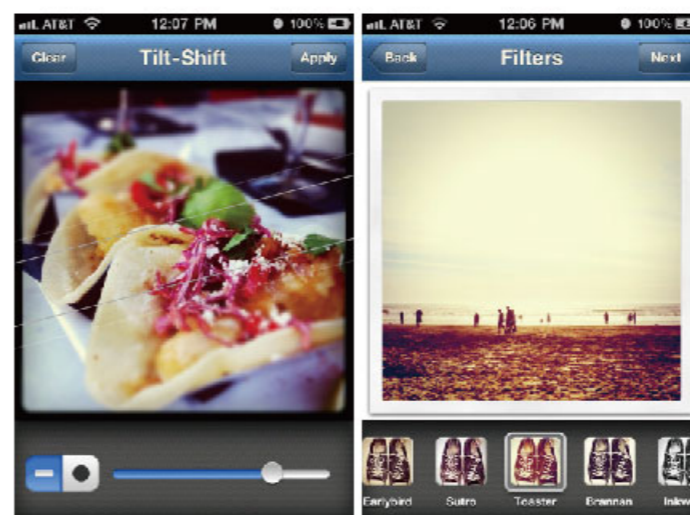 AT&T 12:07 PM 100%
Clear Tilt-Shift Apply
AT&T 12:06 PM 100%
Back Filters Next
Earlybird Sutro Toaster Brannan Inkw